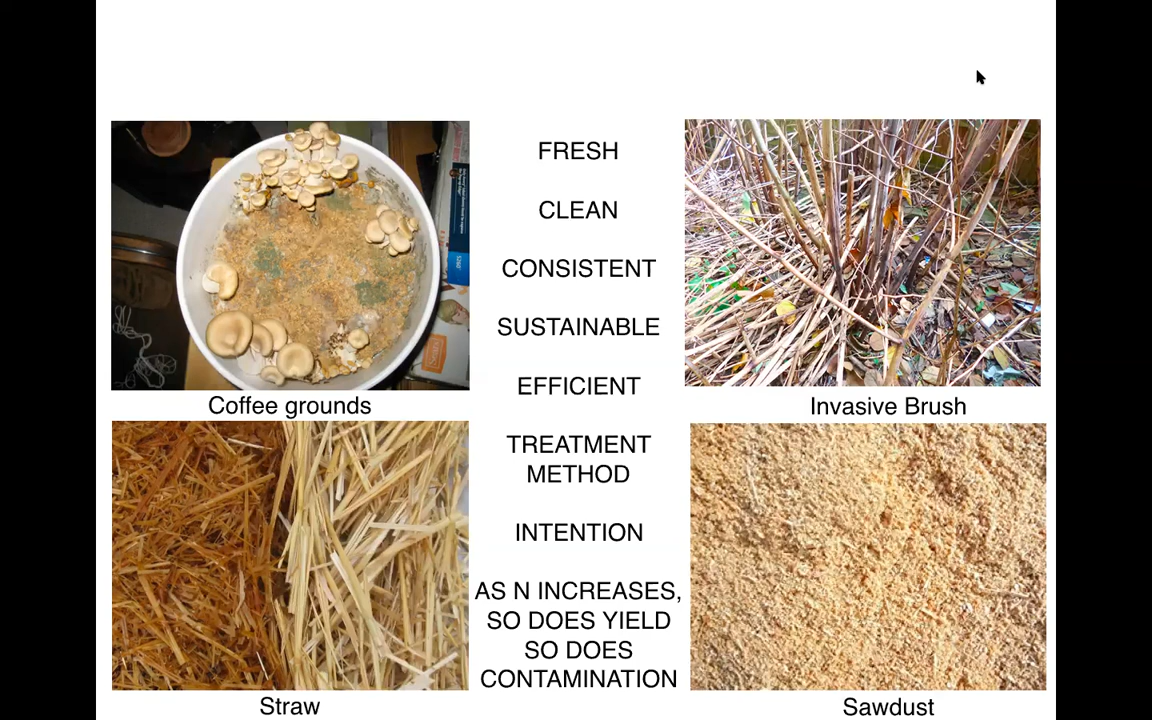 FRESH
CLEAN
CONSISTENT
SUSTAINABLE
EFFICIENT
TREATMENT
METHOD
INTENTION
AS N INCREASES,
SO DOES YIELD
SO DOES
CONTAMINATION
Coffee grounds
Invasive Brush
Straw
Sawdust